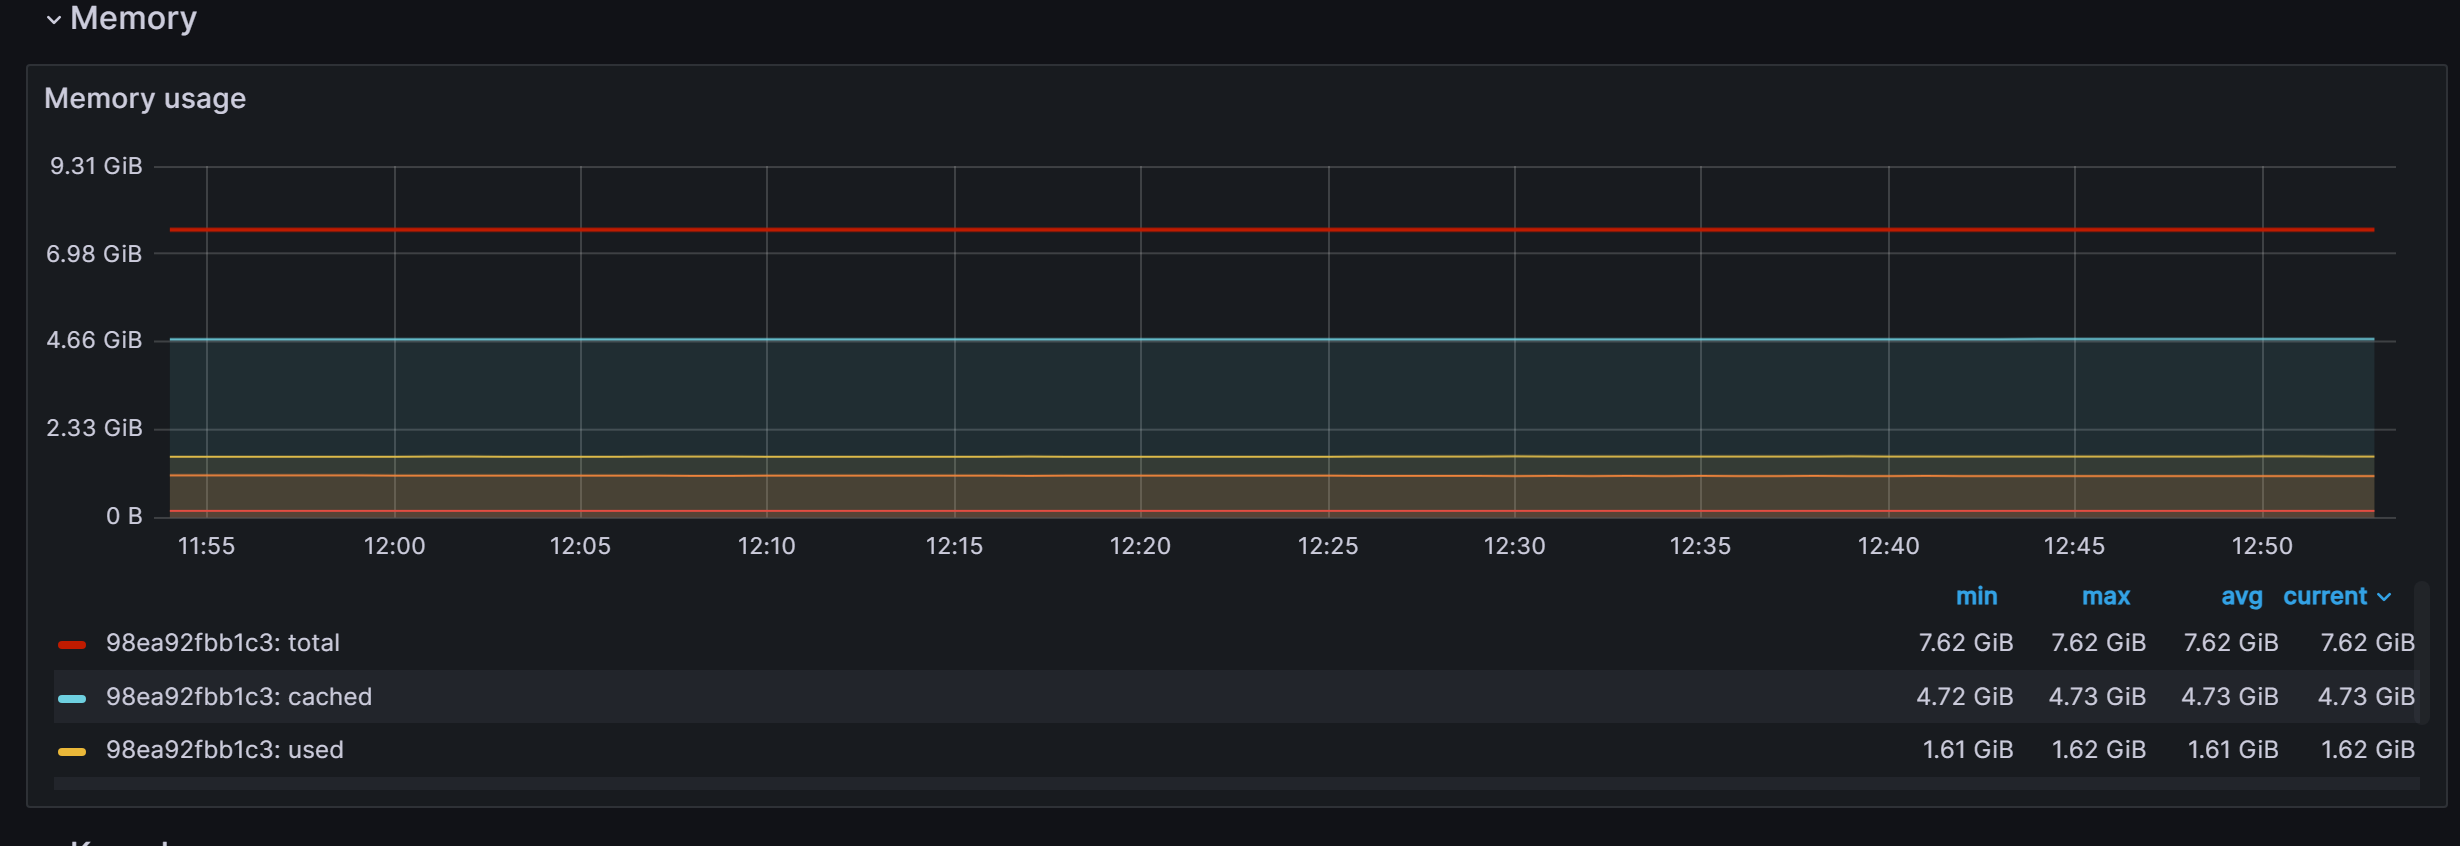 Memory
Memory usage
9.31 GiB
6.98 GiB
4.66 GiB
2.33 GiB
0 B
11:55 12:00 12:05 12:10 12:15 12:20 12:25 12:30 12:35 12:40 12:45 12:50
min max avg current
98ea92fbb1c3: total 7.62 GiB 7.62 GiB 7.62 GiB 7.62 GiB
98ea92fbb1c3: cached 4.72 GiB 4.73 GiB 4.73 GiB 4.73 GiB
98ea92fbb1c3: used 1.61 GiB 1.62 GiB 1.61 GiB 1.62 GiB